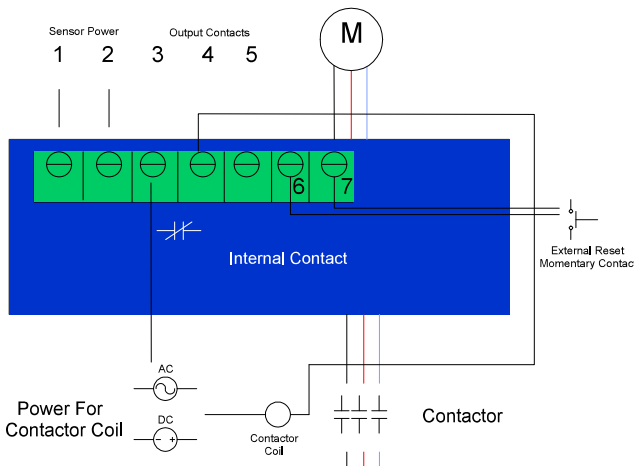 Sensor Power
Output Contacts
1 2 3 4 5
M
6 7
Internal Contact
External Reset
Momentary Contac
AC
DC
Power For
Contactor Coil
Contactor
Coil
Contactor